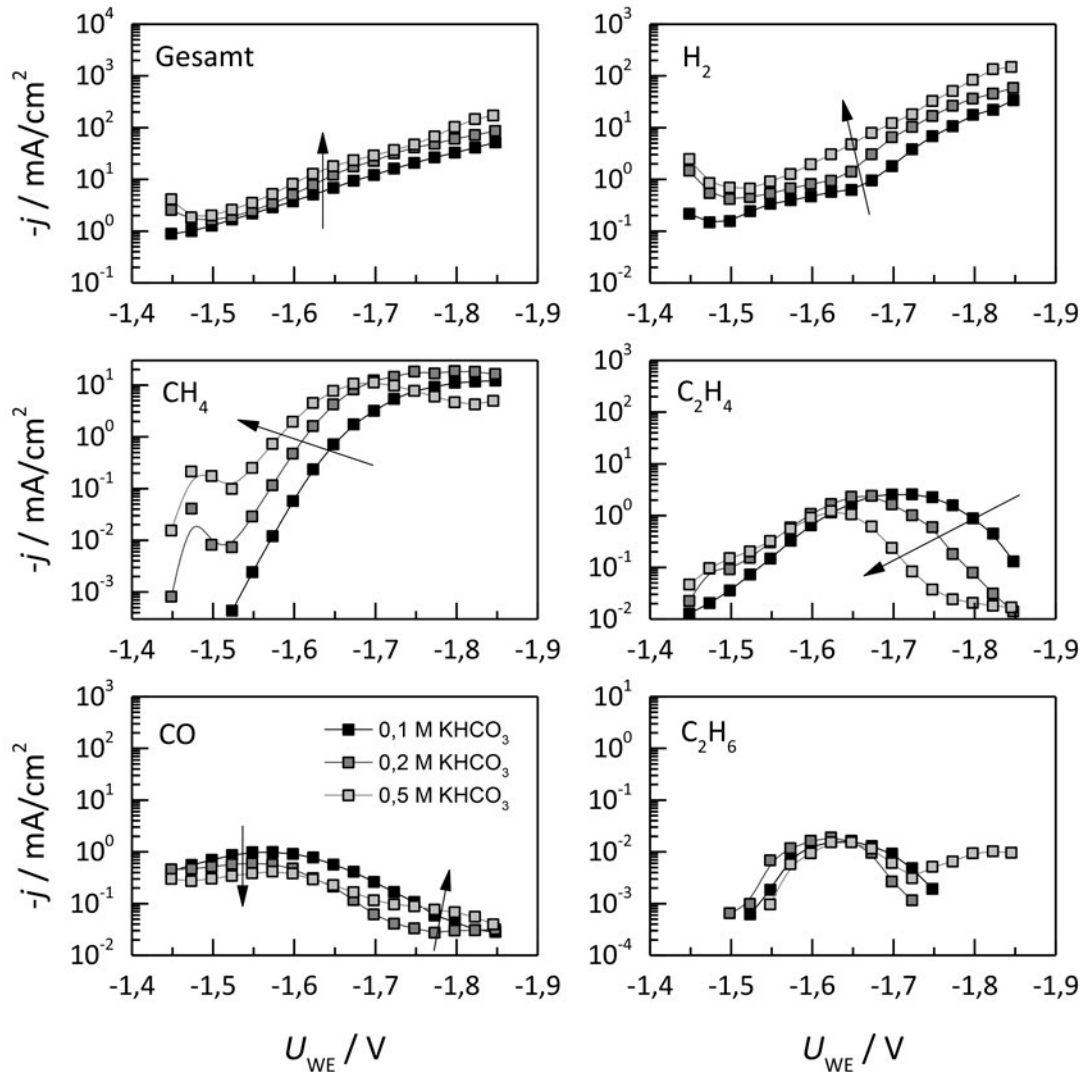 -j / mA/cm²
10⁴
10³
10²
10¹
10⁰
10⁻¹
10⁻²
Gesamt
-1,4 -1,5 -1,6 -1,7 -1,8 -1,9
10³
10²
10¹
10⁰
10⁻¹
10⁻²
H₂
-1,4 -1,5 -1,6 -1,7 -1,8 -1,9
-j / mA/cm²
10¹
10⁰
10⁻¹
10⁻²
10⁻³
CH₄
-1,4 -1,5 -1,6 -1,7 -1,8 -1,9
10³
10²
10¹
10⁰
10⁻¹
10⁻²
C₂H₄
-1,4 -1,5 -1,6 -1,7 -1,8 -1,9
-j / mA/cm²
10³
10²
10¹
10⁰
10⁻¹
10⁻²
CO
0,1 M KHCO₃
0,2 M KHCO₃
0,5 M KHCO₃
-1,4 -1,5 -1,6 -1,7 -1,8 -1,9
U_WE / V
10¹
10⁰
10⁻¹
10⁻²
10⁻³
10⁻⁴
C₂H₆
-1,4 -1,5 -1,6 -1,7 -1,8 -1,9
U_WE / V